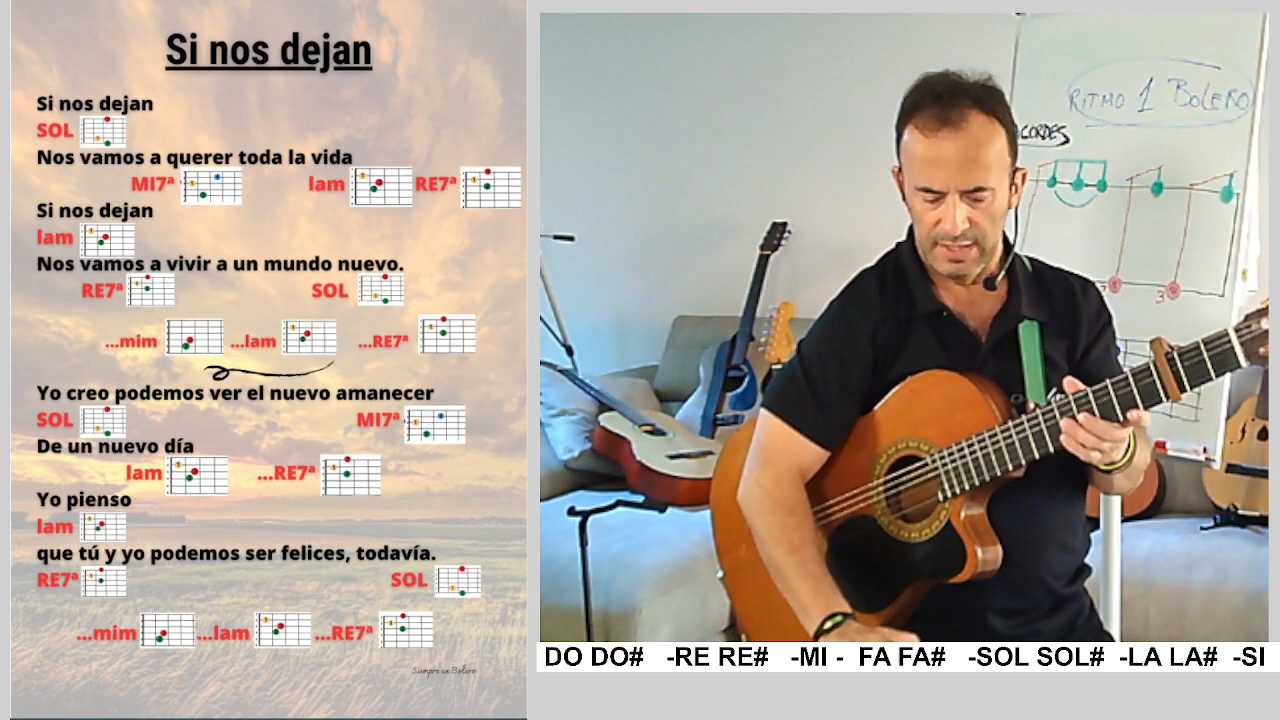 Si nos dejan
Si nos dejan
SOL
Nos vamos a querer toda la vida
MI7ª lam RE7ª
Si nos dejan
lam
Nos vamos a vivir a un mundo nuevo.
RE7ª SOL
...mim ...lam ...RE7ª
Yo creo podemos ver el nuevo amanecer
SOL MI7ª
De un nuevo día
lam ...RE7ª
Yo pienso
lam
que tú y yo podemos ser felices, todavía.
RE7ª SOL
...mim ...lam ...RE7ª
Siempre un Bolero
RITMO 1 BOLERO
CORDES
3
DO DO# -RE RE# -MI - FA FA# -SOL SOL# -LA LA# -SI